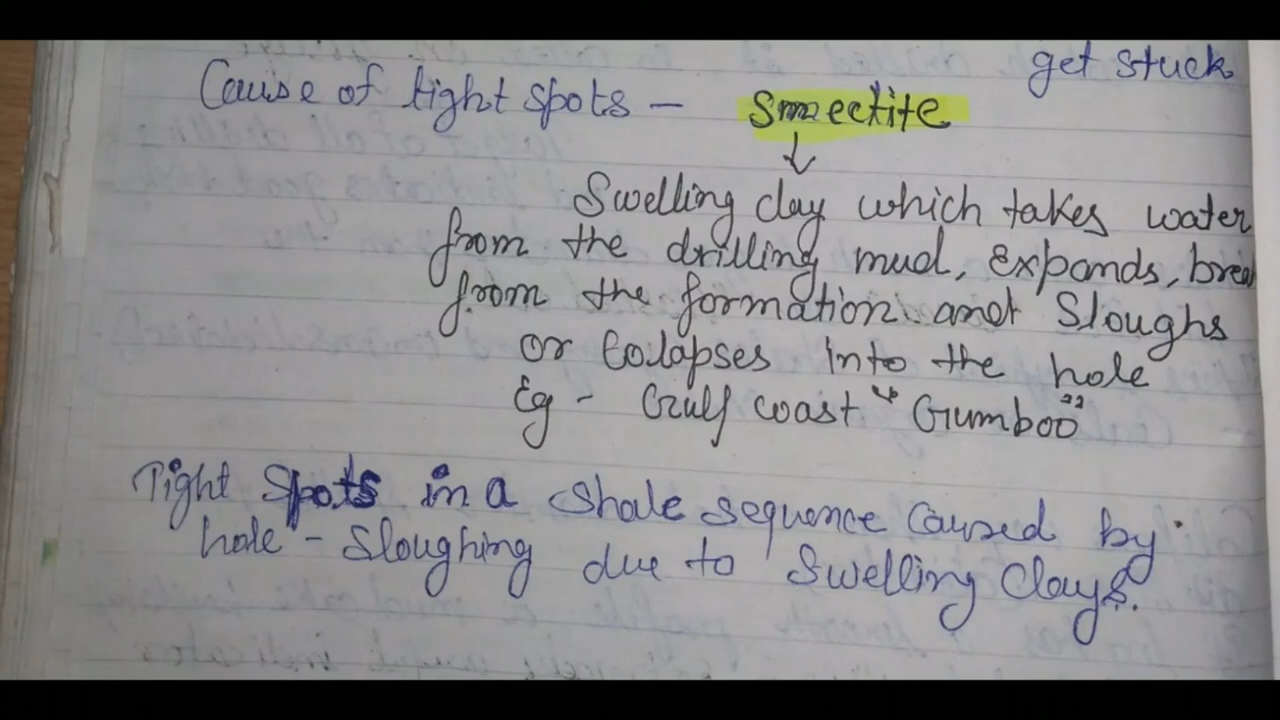 get stuck
Cause of tight spots - Smectite
↓
Swelling clay which takes water
from the drilling mud, expands, brea
from the formation. and Sloughs
or Collapses into the hole
Eg - Gulf coast "Gumboo"
Tight Spots in a Shale sequence caused by
hole - Sloughing due to Swelling Clays.